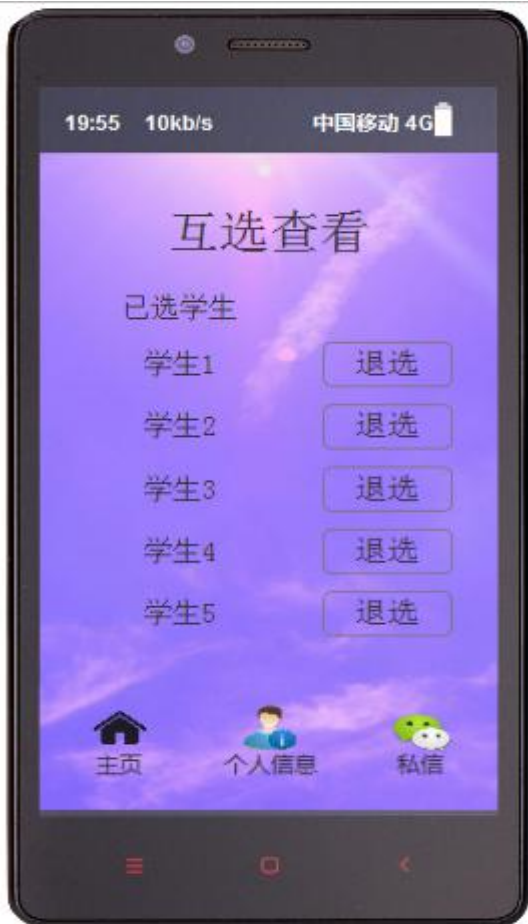 19:55 10kb/s 中国移动 4G
互选查看
已选学生
学生1 退选
学生2 退选
学生3 退选
学生4 退选
学生5 退选
主页 个人信息 私信